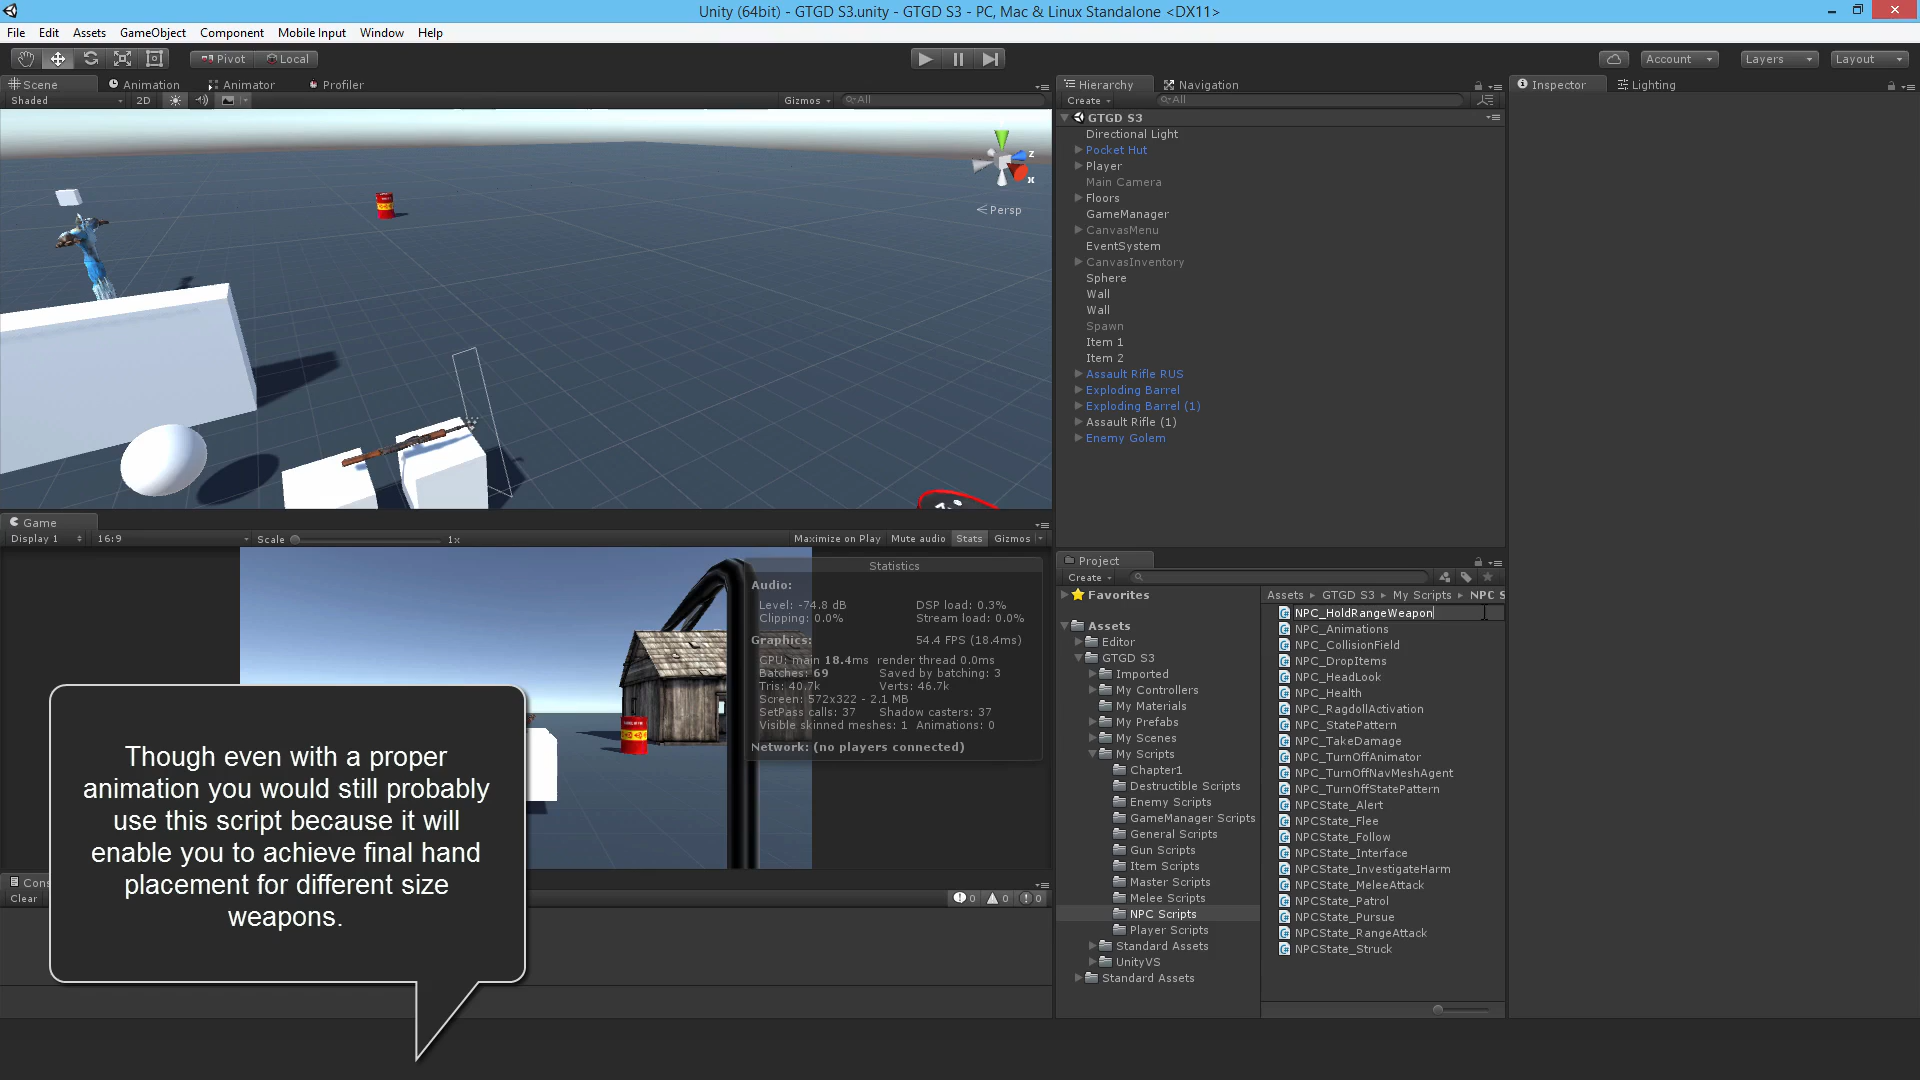 Unity (64bit) - GTGD S3.unity - GTGD S3 - PC, Mac & Linux Standalone <DX11>
File Edit Assets GameObject Component Mobile Input Window Help
Pivot Local Account Layers Layout
Scene Animation Animator Profiler
Shaded 2D Gizmos All
z
x
Persp
Hierarchy Navigation
Create All
GTGD S3
Directional Light
Pocket Hut
Player
Main Camera
Floors
GameManager
CanvasMenu
EventSystem
CanvasInventory
Sphere
Wall
Wall
Spawn
Item 1
Item 2
Assault Rifle RUS
Exploding Barrel
Exploding Barrel (1)
Assault Rifle (1)
Enemy Golem
Inspector Lighting
Game
Display 1 16:9 Scale 1x Maximize on Play Mute audio Stats Gizmos
Statistics
Audio:
Level: -74.8 dB DSP load: 0.3%
Clipping: 0.0% Stream load: 0.0%
Graphics: 54.4 FPS (18.4ms)
CPU: main 18.4ms render thread 0.0ms
Batches: 69 Saved by batching: 3
Tris: 40.7k Verts: 46.7k
Screen: 572x322 - 2.1 MB
SetPass calls: 37 Shadow casters: 37
Visible skinned meshes: 1 Animations: 0
Network: (no players connected)
Though even with a proper
animation you would still probably
use this script because it will
enable you to achieve final hand
placement for different size
weapons.
Cons
Clear 0 0 0
Project
Create
Favorites
Assets
Editor
GTGD S3
Imported
My Controllers
My Materials
My Prefabs
My Scenes
My Scripts
Chapter1
Destructible Scripts
Enemy Scripts
GameManager Scripts
General Scripts
Gun Scripts
Item Scripts
Master Scripts
Melee Scripts
NPC Scripts
Player Scripts
Standard Assets
UnityVS
Standard Assets
Assets GTGD S3 My Scripts NPC S
NPC_HoldRangeWeapon
NPC_Animations
NPC_CollisionField
NPC_DropItems
NPC_HeadLook
NPC_Health
NPC_RagdollActivation
NPC_StatePattern
NPC_TakeDamage
NPC_TurnOffAnimator
NPC_TurnOffNavMeshAgent
NPC_TurnOffStatePattern
NPCState_Alert
NPCState_Flee
NPCState_Follow
NPCState_Interface
NPCState_InvestigateHarm
NPCState_MeleeAttack
NPCState_Patrol
NPCState_Pursue
NPCState_RangeAttack
NPCState_Struck